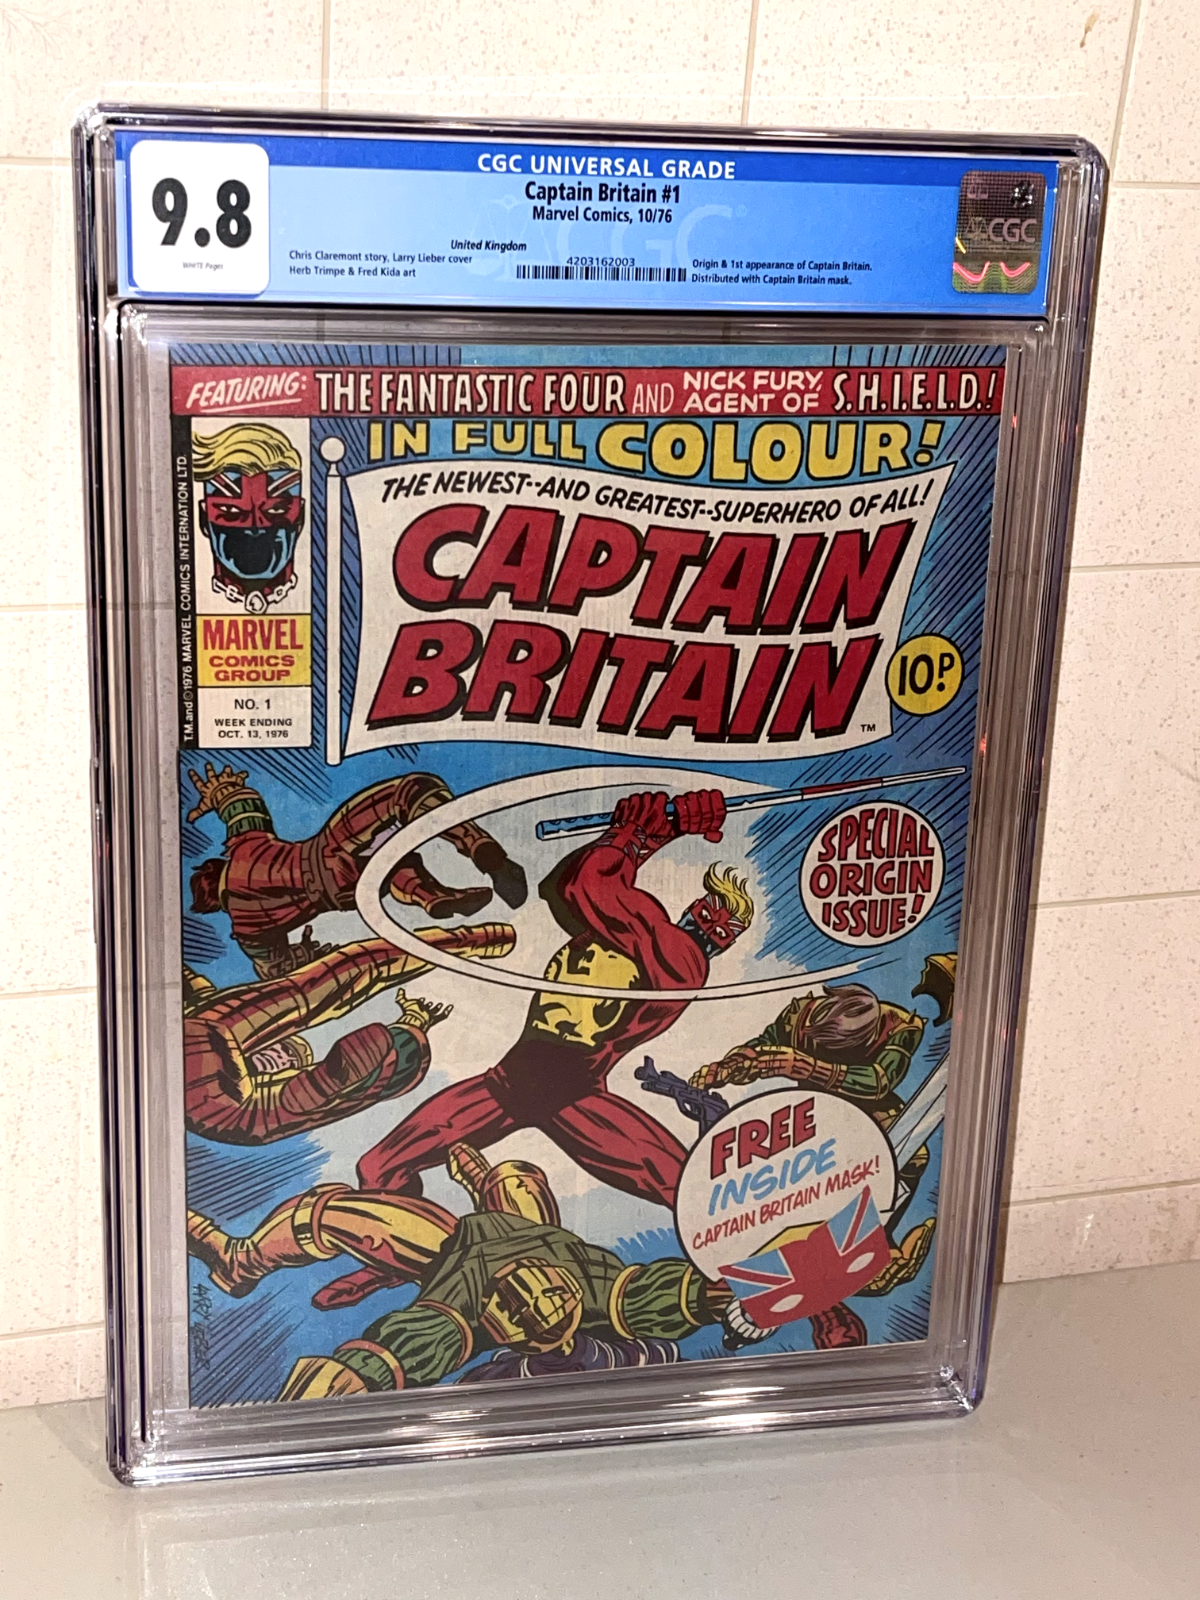 CGC UNIVERSAL GRADE
9.8
WHITE Pages
Captain Britain #1
Marvel Comics, 10/76
United Kingdom
Chris Claremont story, Larry Lieber cover
Herb Trimpe & Fred Kida art
4203162003
Origin & 1st appearance of Captain Britain.
Distributed with Captain Britain mask.
CGC
CGC
FEATURING: THE FANTASTIC FOUR AND NICK FURY, AGENT OF S.H.I.E.L.D.!
IN FULL COLOUR!
THE NEWEST--AND GREATEST--SUPERHERO OF ALL!
CAPTAIN
BRITAIN
TM
10P
T.M. and ©1976 MARVEL COMICS INTERNATION LTD.
MARVEL
COMICS
GROUP
NO. 1
WEEK ENDING
OCT. 13, 1976
SPECIAL
ORIGIN
ISSUE!
FREE
INSIDE
CAPTAIN BRITAIN MASK!
LARRY LIEBER